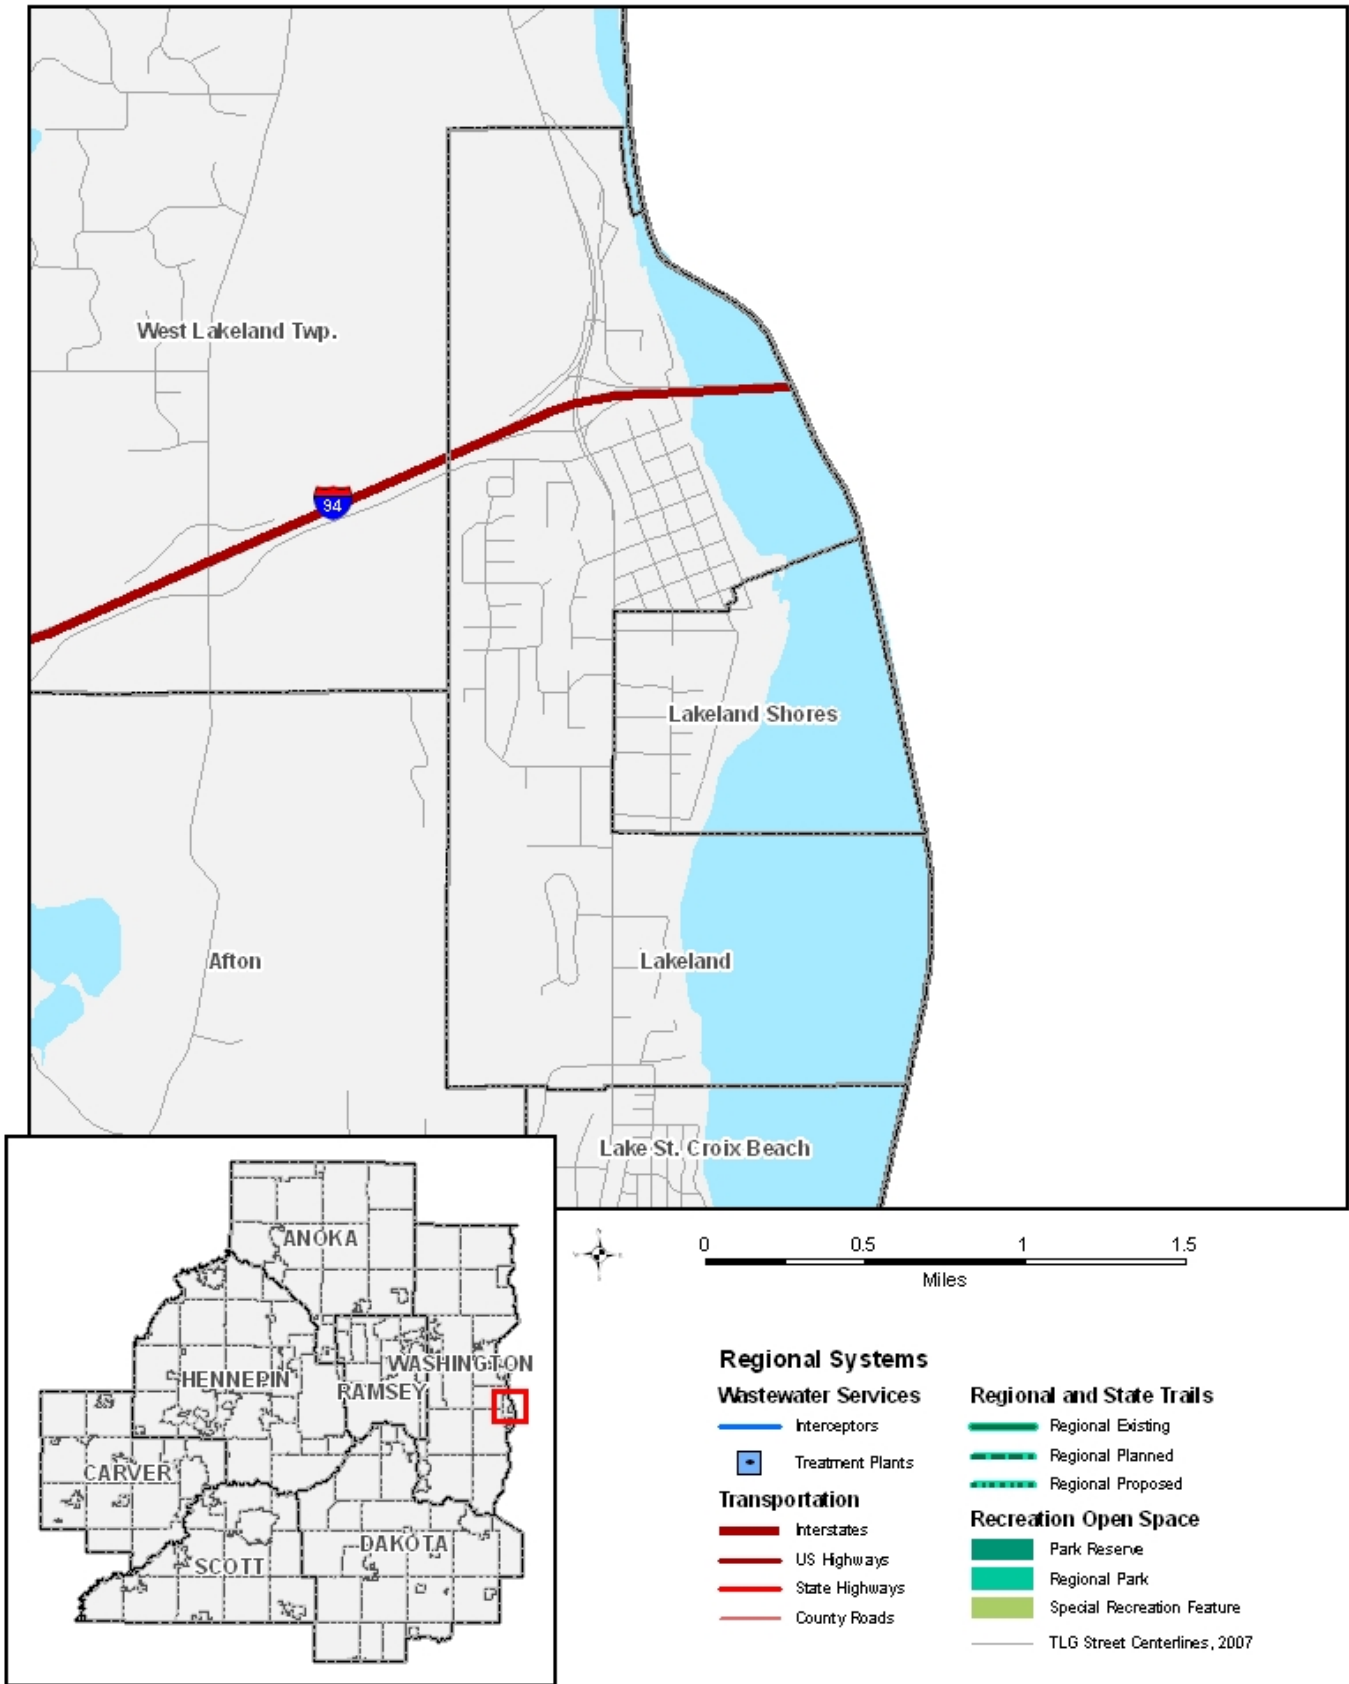 West Lakeland Twp.
94
Lakeland Shores
Afton
Lakeland
Lake St. Croix Beach
ANOKA
WASHINGTON
HENNEPIN
RAMSEY
CARVER
DAKOTA
SCOTT
0 0.5 1 1.5
Miles
Regional Systems
Wastewater Services
Interceptors
Treatment Plants
Transportation
Interstates
US Highways
State Highways
County Roads
Regional and State Trails
Regional Existing
Regional Planned
Regional Proposed
Recreation Open Space
Park Reserve
Regional Park
Special Recreation Feature
TLG Street Centerlines, 2007